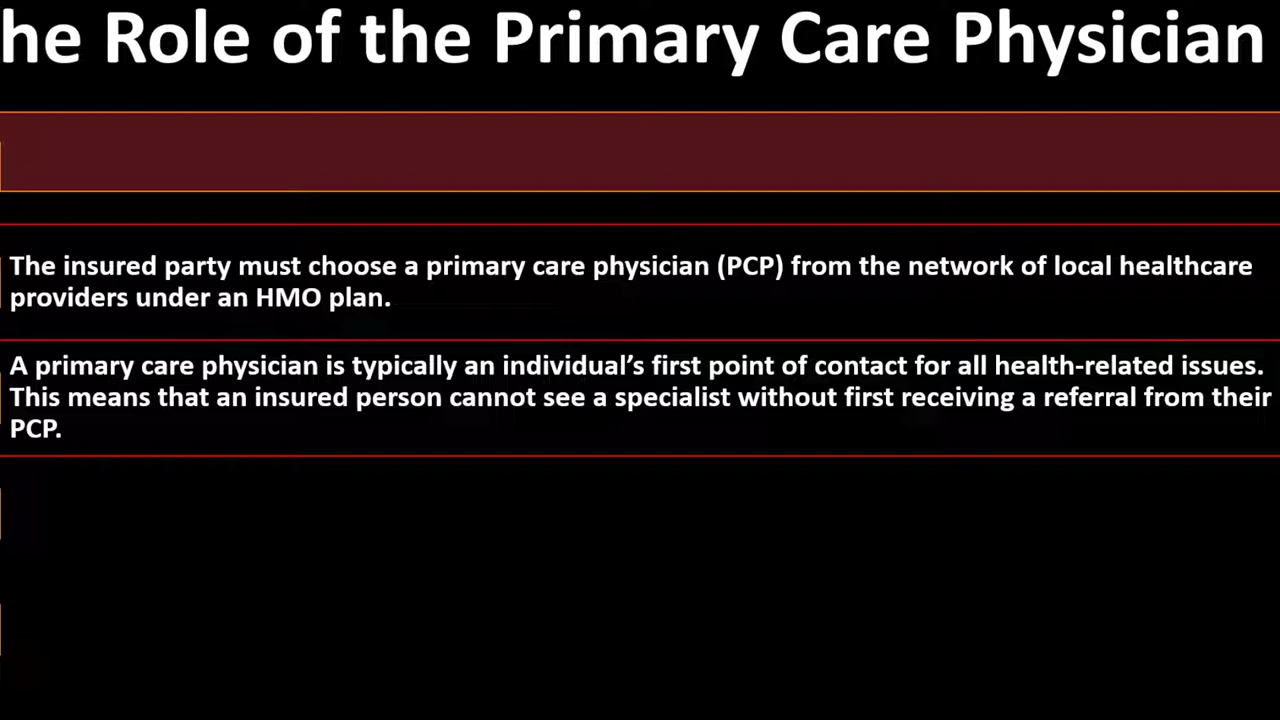 he Role of the Primary Care Physician
The insured party must choose a primary care physician (PCP) from the network of local healthcare
providers under an HMO plan.
A primary care physician is typically an individual’s first point of contact for all health-related issues.
This means that an insured person cannot see a specialist without first receiving a referral from their
PCP.